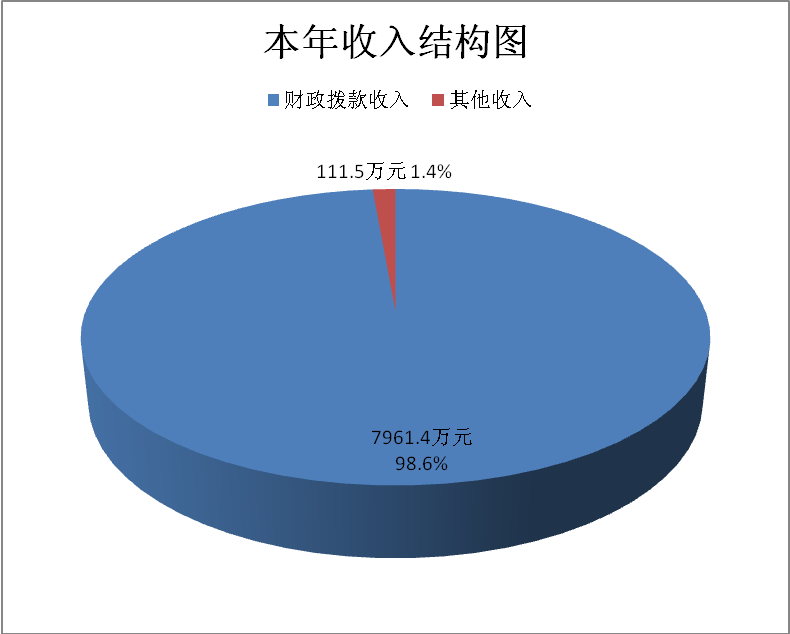 本年收入结构图
财政拨款收入 其他收入
111.5万元 1.4%
7961.4万元
98.6%